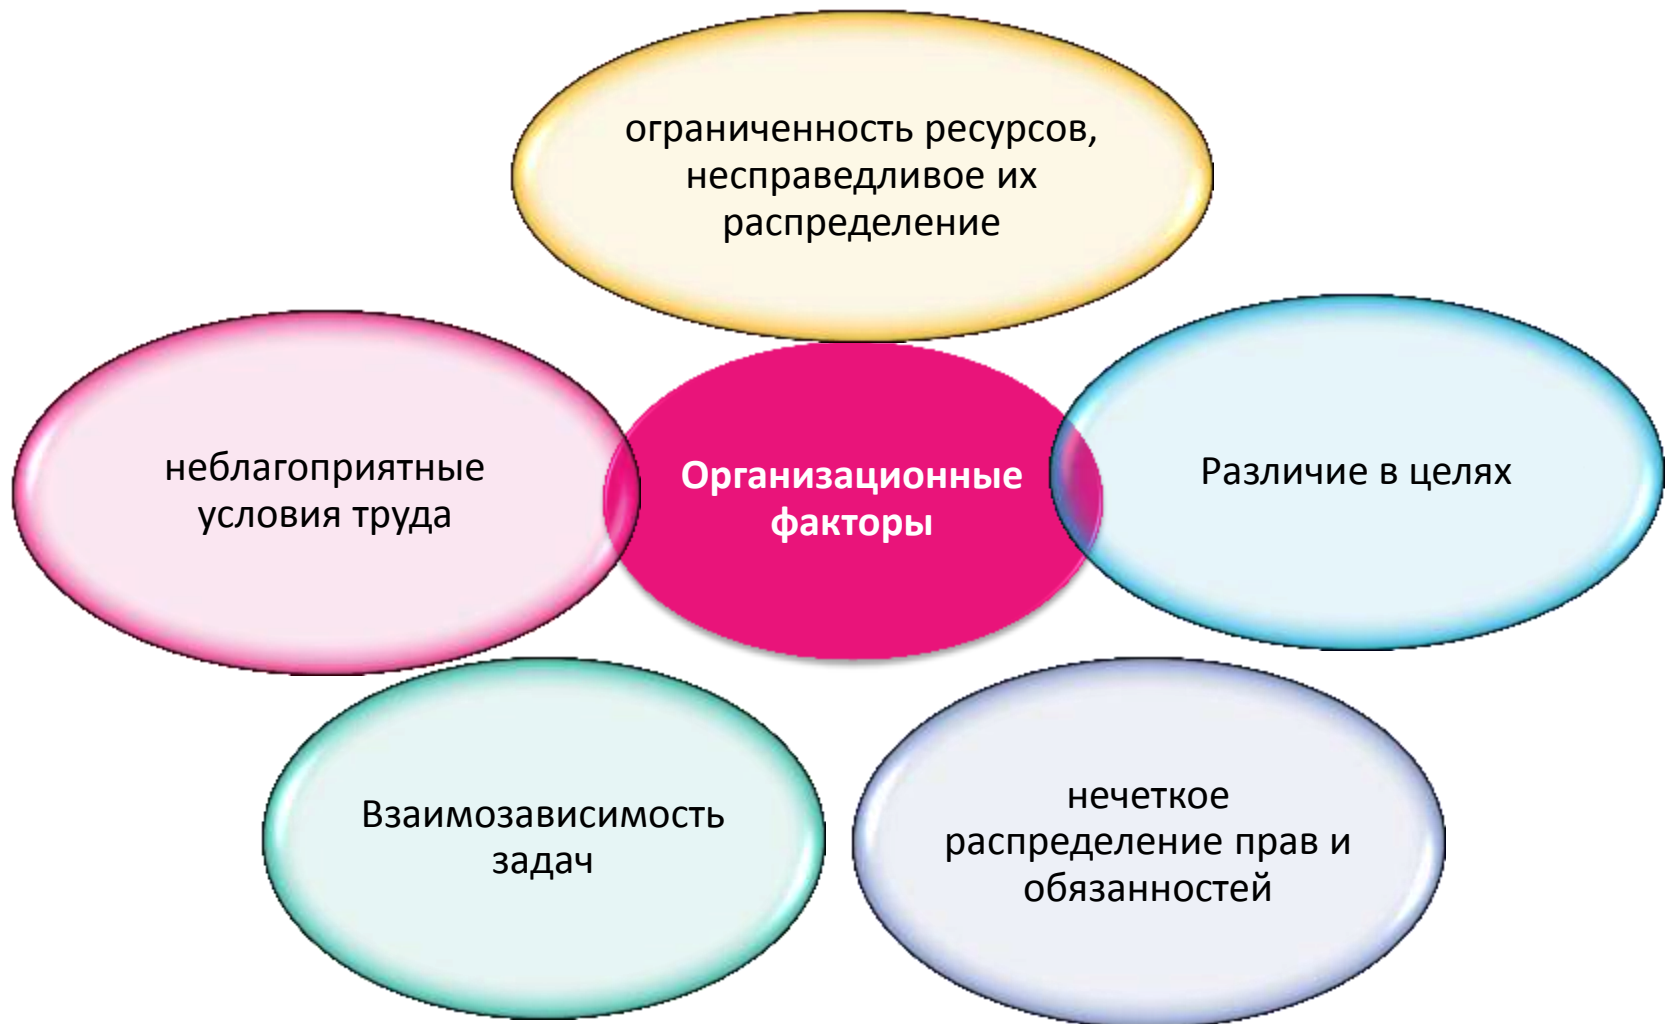 ограниченность ресурсов,
несправедливое их
распределение
неблагоприятные
условия труда
Организационные
факторы
Различие в целях
Взаимозависимость
задач
нечеткое
распределение прав и
обязанностей